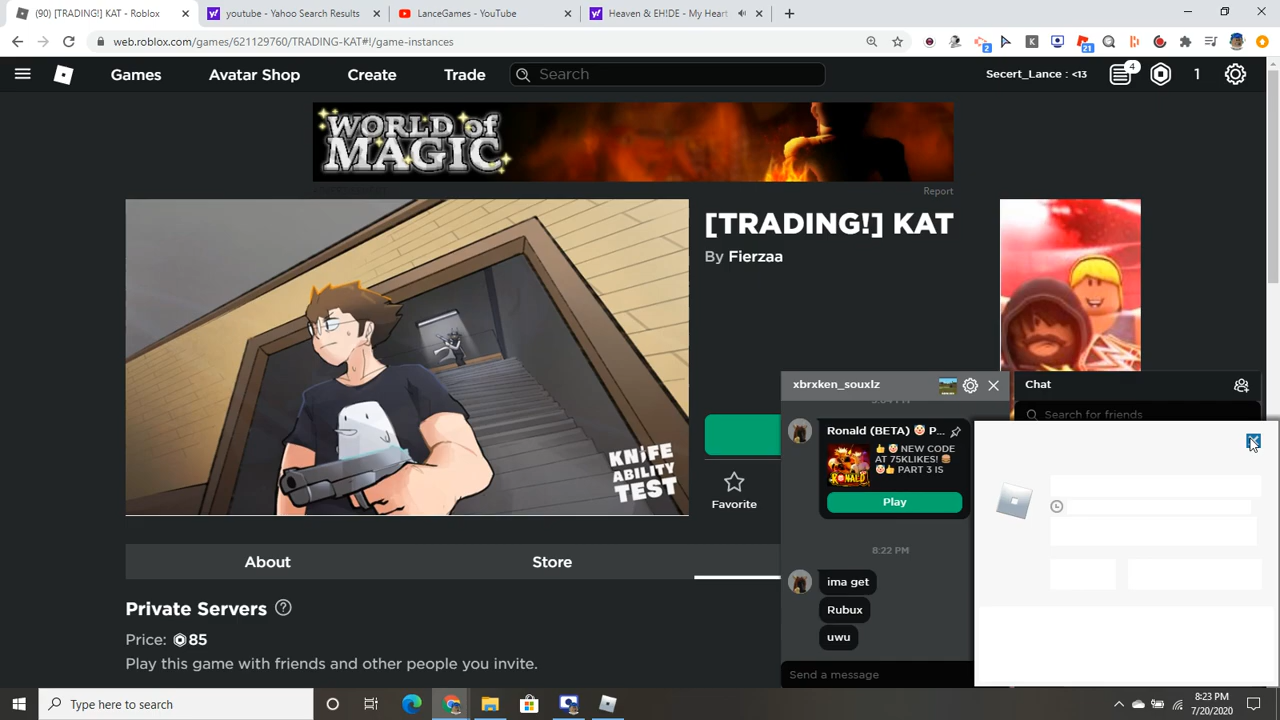 (90) [TRADING!] KAT - Roblox
youtube - Yahoo Search Results
LanceGames - YouTube
Heaven & EH!DE - My Heart
web.roblox.com/games/621129760/TRADING-KAT#!/game-instances
2
K
21
Games
Avatar Shop
Create
Trade
Search
Secert_Lance : <13
4
1
WORLD of
MAGIC
Report
[TRADING!] KAT
By Fierzaa
KNIFE
ABILITY
TEST
Favorite
About
Store
Private Servers
Price: 85
Play this game with friends and other people you invite.
xbrxken_souxlz
Ronald (BETA) 🤡 P...
👍 🤡 NEW CODE
AT 75KLIKES! 🍔
🤡👍 PART 3 IS
RONALD
Play
8:22 PM
ima get
Rubux
uwu
Send a message
Chat
Search for friends
Type here to search
8:23 PM
7/20/2020